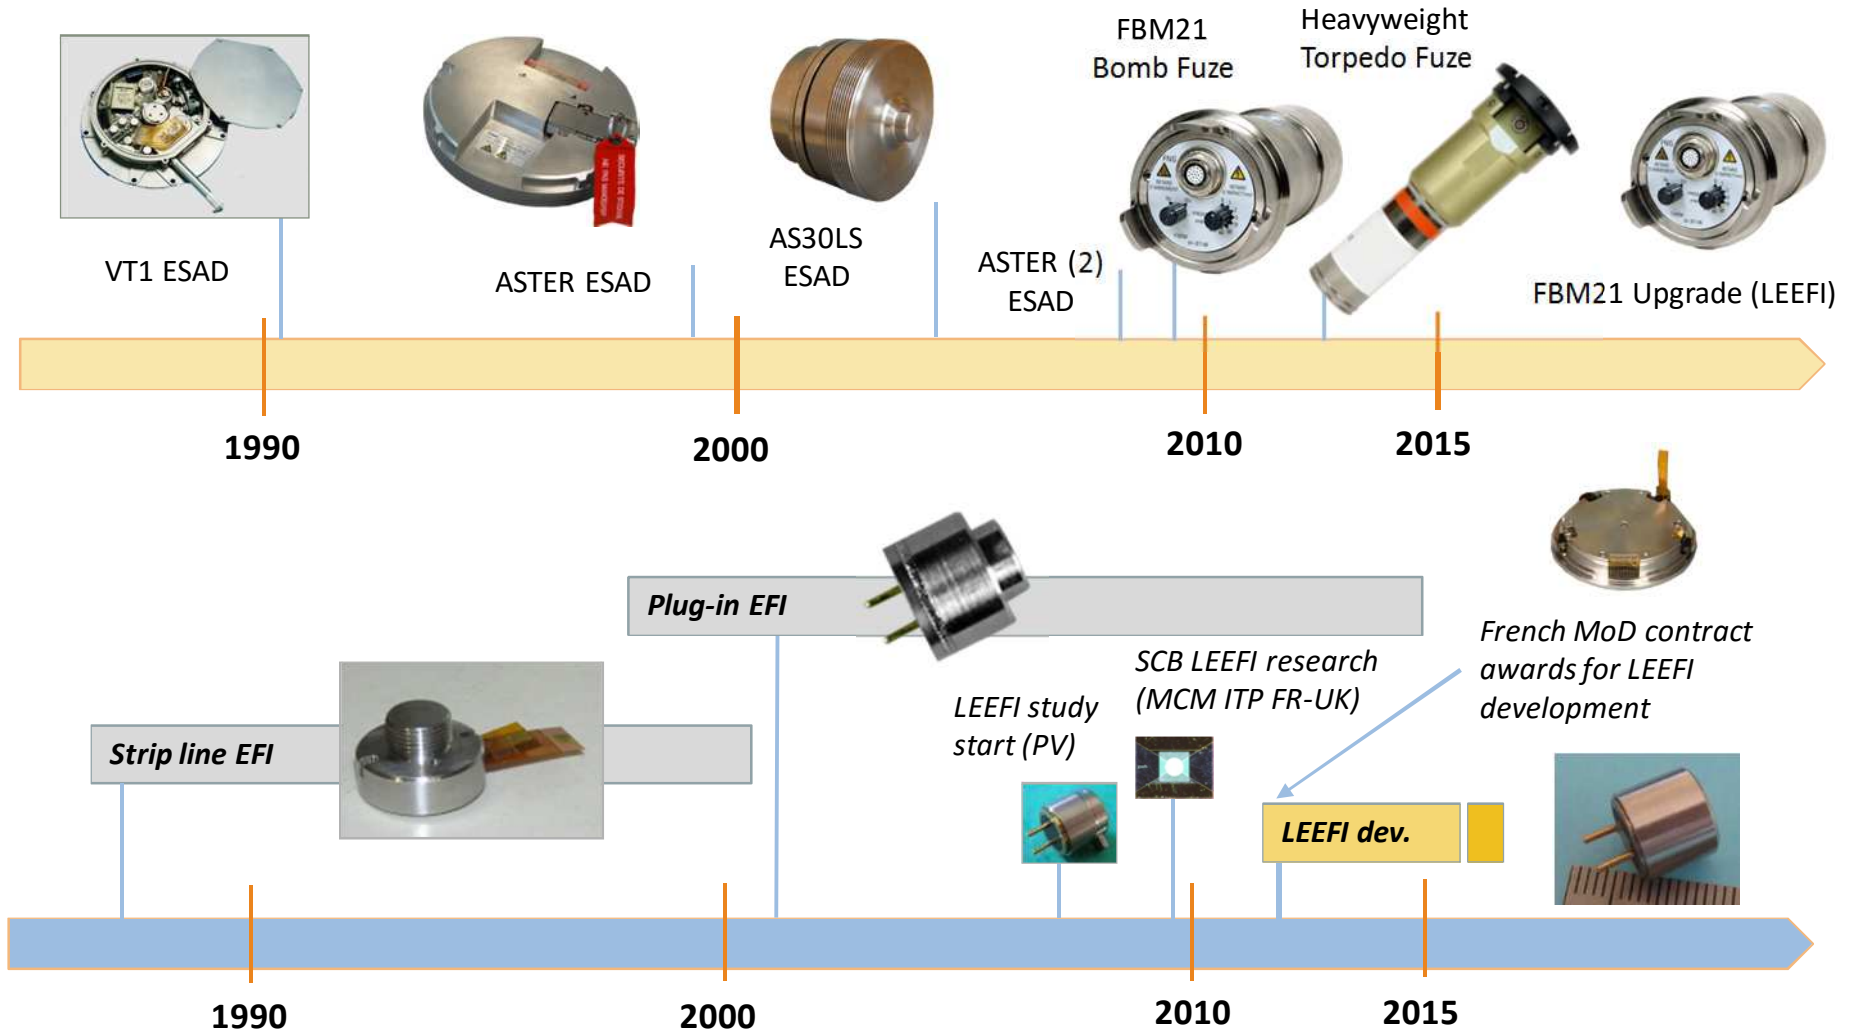 FBM21
Bomb Fuze
Heavyweight
Torpedo Fuze
VT1 ESAD
ASTER ESAD
AS30LS
ESAD
ASTER (2)
ESAD
FBM21 Upgrade (LEEFI)
1990
2000
2010
2015
Plug-in EFI
French MoD contract
awards for LEEFI
development
SCB LEEFI research
(MCM ITP FR-UK)
LEEFI study
start (PV)
Strip line EFI
LEEFI dev.
1990
2000
2010
2015